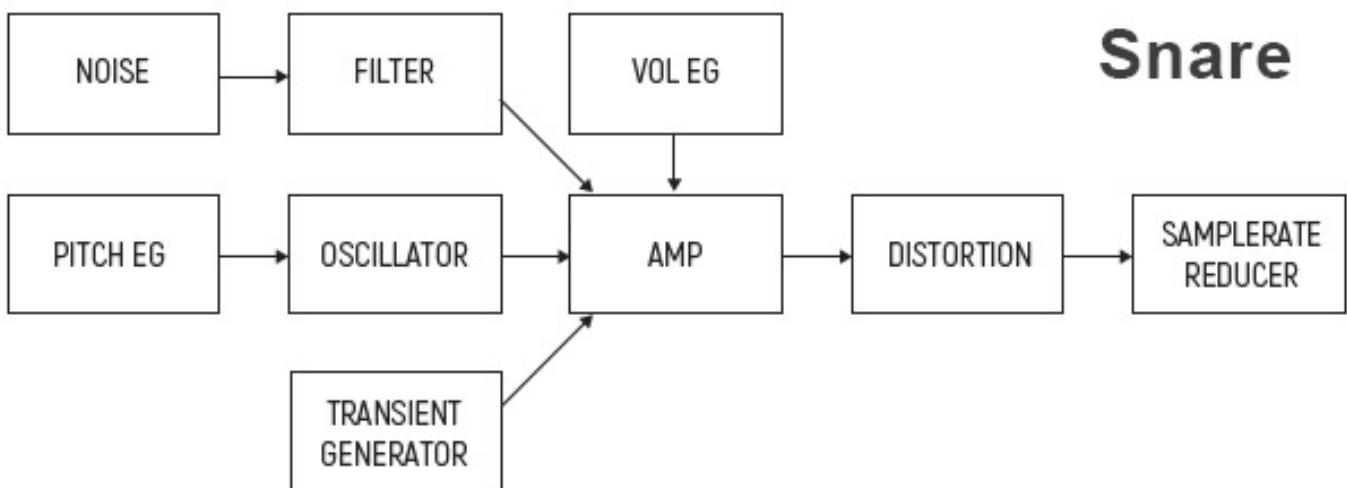 NOISE
FILTER
VOL EG
Snare
PITCH EG
OSCILLATOR
AMP
DISTORTION
SAMPLERATE
REDUCER
TRANSIENT
GENERATOR